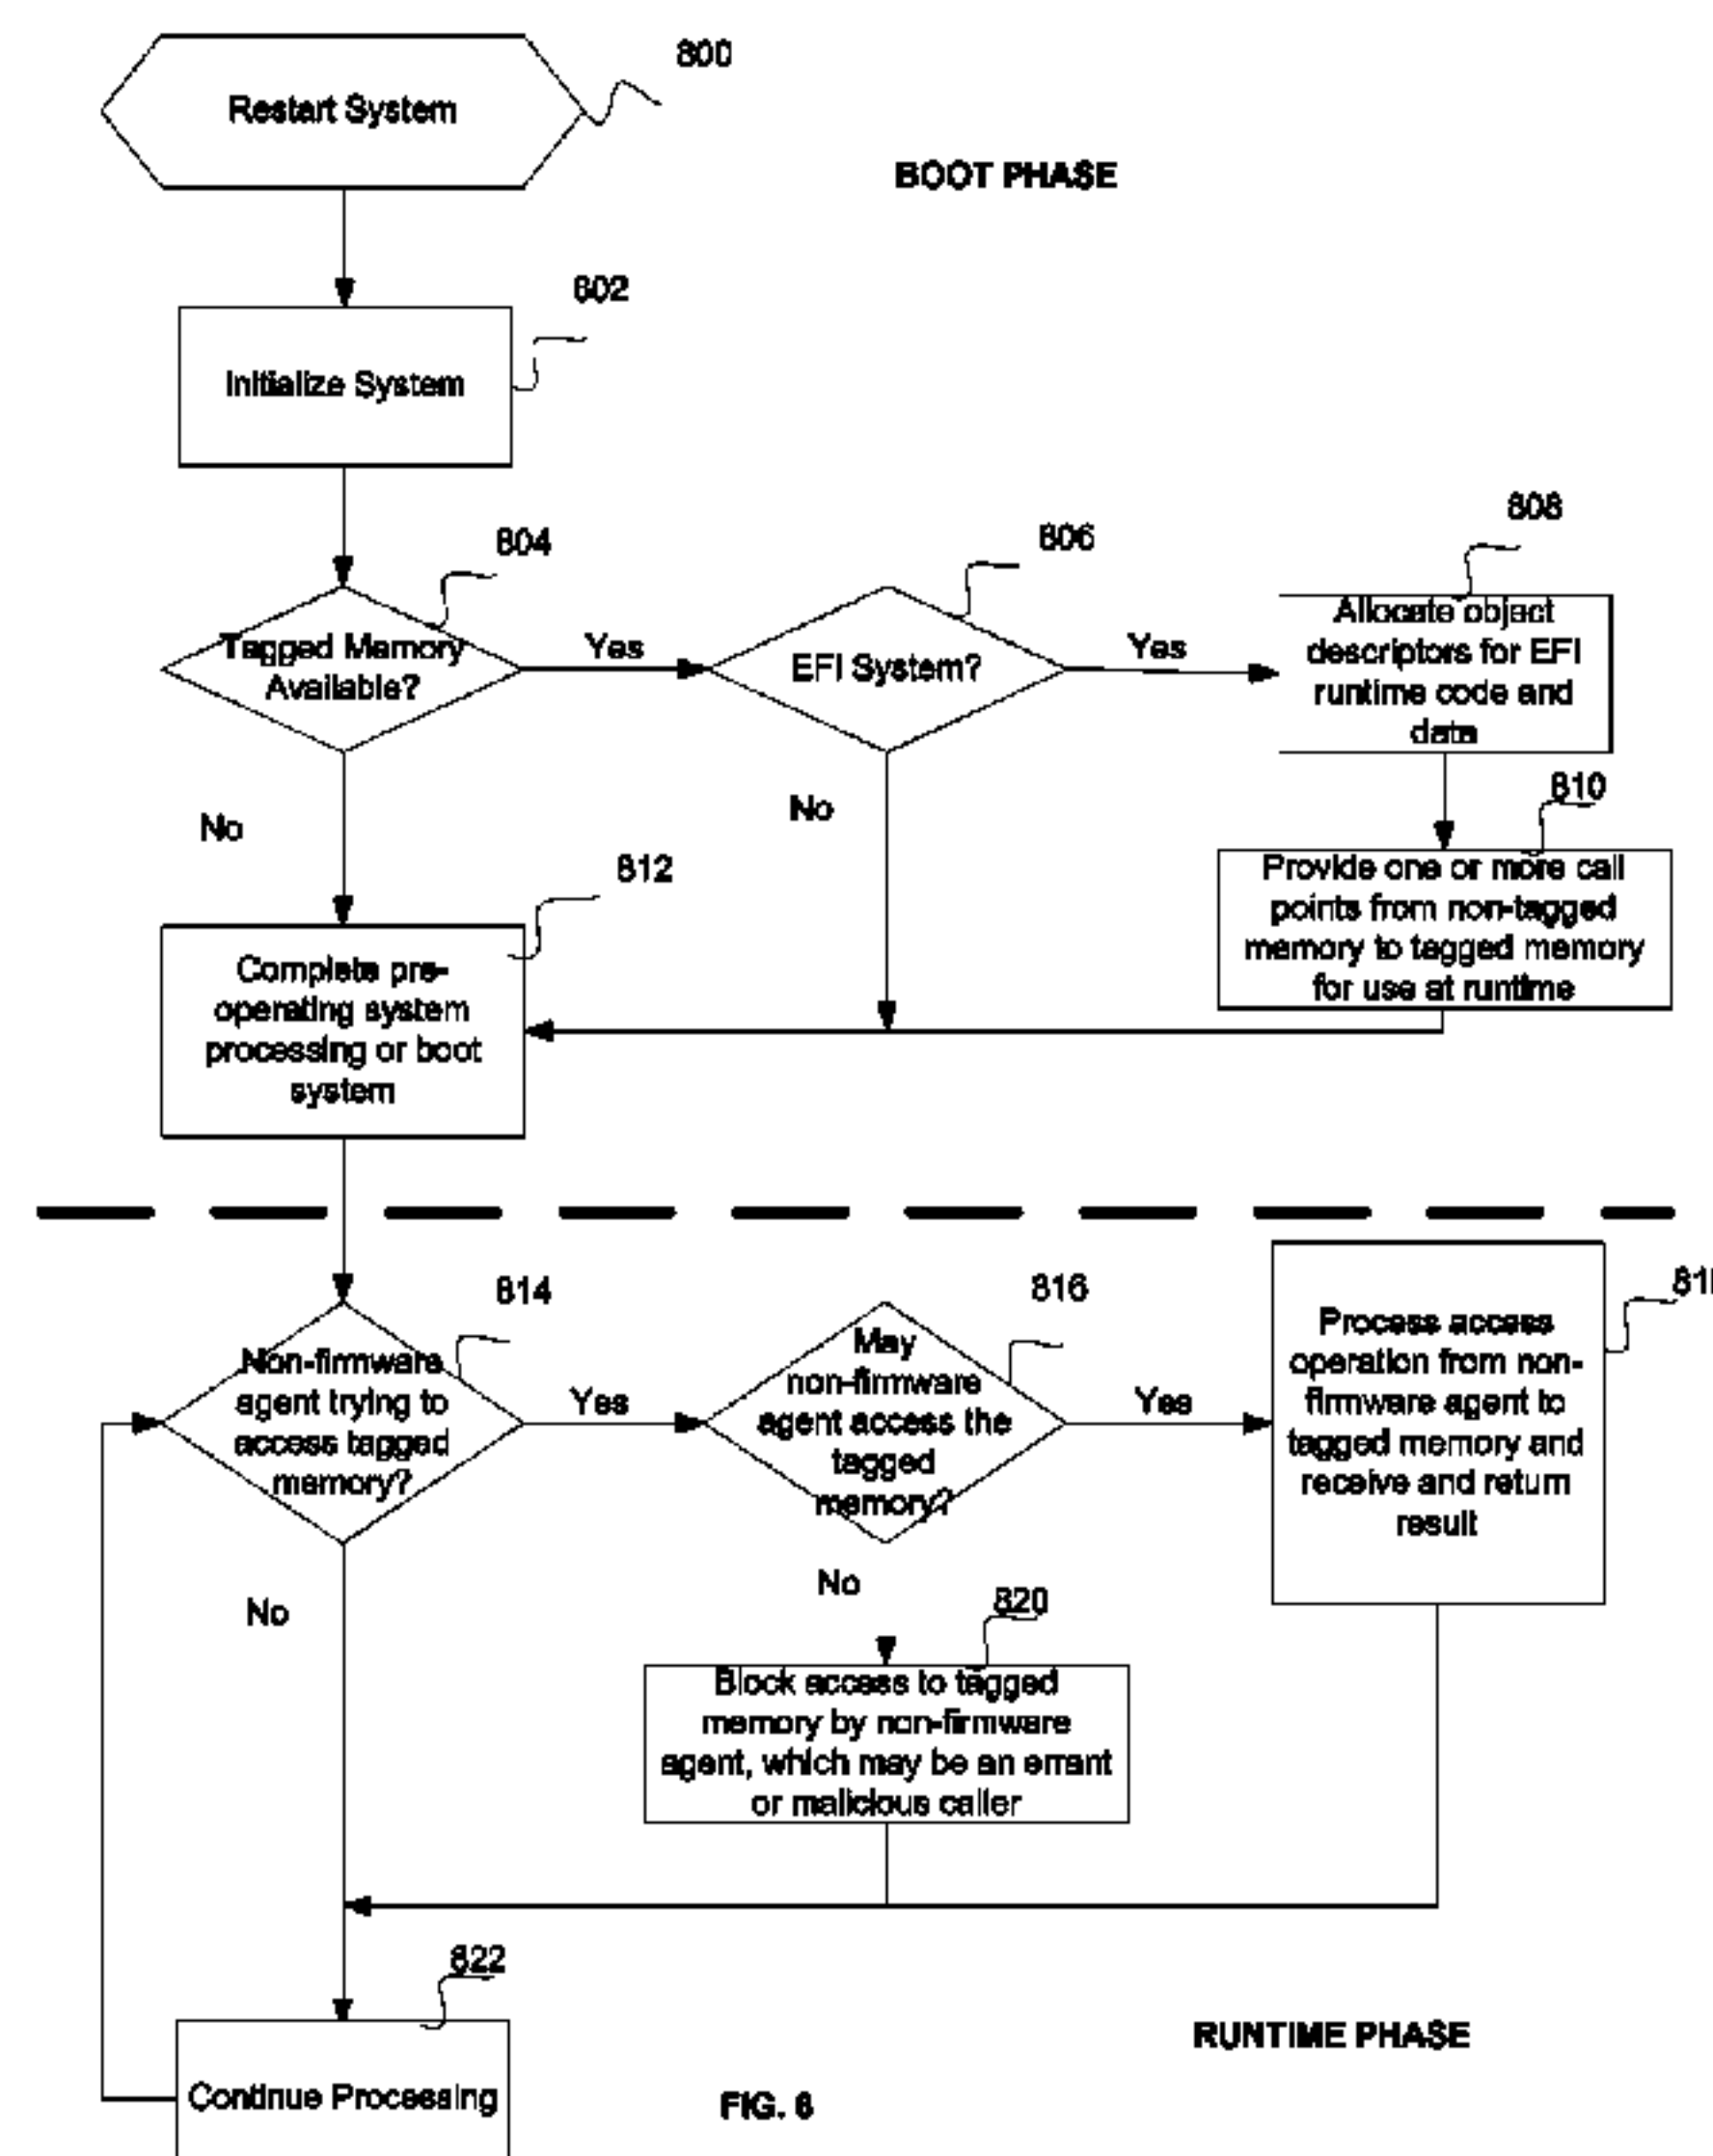 800
Restart System
BOOT PHASE
802
Initialize System
808
804
806
Allocate object
descriptors for EFI
runtime code and
data
Tagged Memory
Available?
Yes
EFI System?
Yes
810
No
No
Provide one or more call
points from non-tagged
memory to tagged memory
for use at runtime
812
Complete pre-
operating system
processing or boot
system
814
816
Non-firmware
agent trying to
access tagged
memory?
Yes
May
non-firmware
agent access the
tagged
memory?
Yes
Process access
operation from non-
firmware agent to
tagged memory and
receive and return
result
No
No
820
Block access to tagged
memory by non-firmware
agent, which may be an errant
or malicious caller
822
Continue Processing
RUNTIME PHASE
FIG. 6